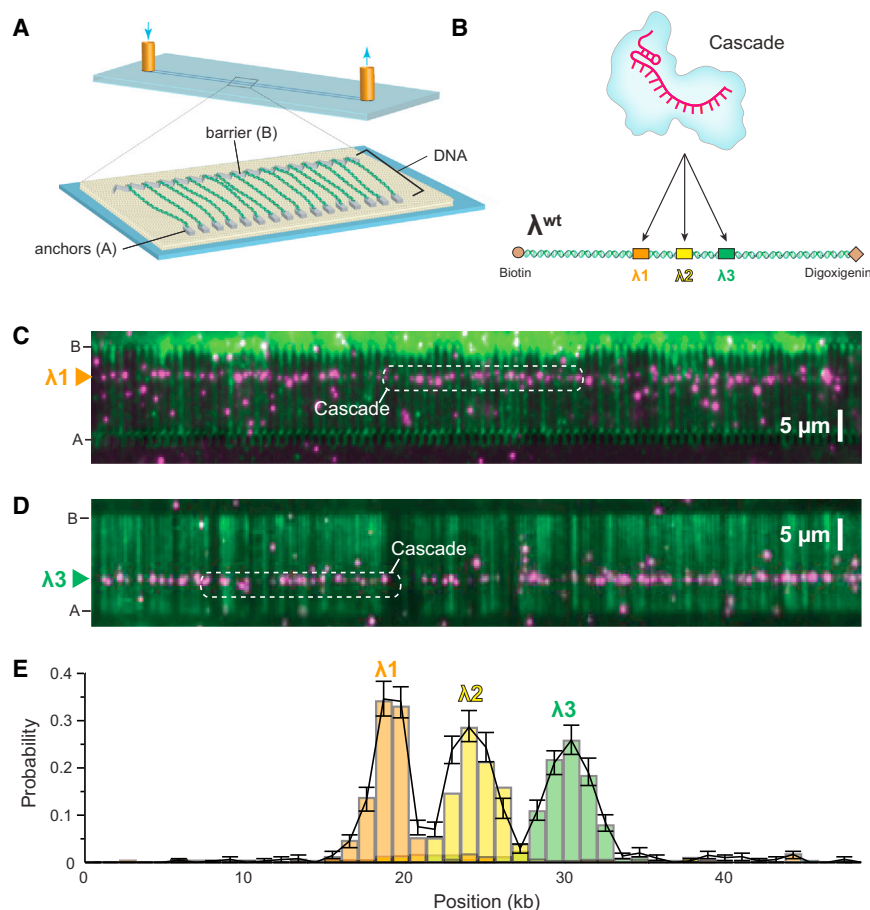 A
barrier (B)
DNA
anchors (A)
B
Cascade
λwt
Biotin
λ1
λ2
λ3
Digoxigenin
C
B
λ1
Cascade
A
5 μm
D
B
Cascade
5 μm
λ3
A
E
λ1
λ2
λ3
0.4
0.3
0.2
0.1
0
Probability
0
10
20
30
40
Position (kb)